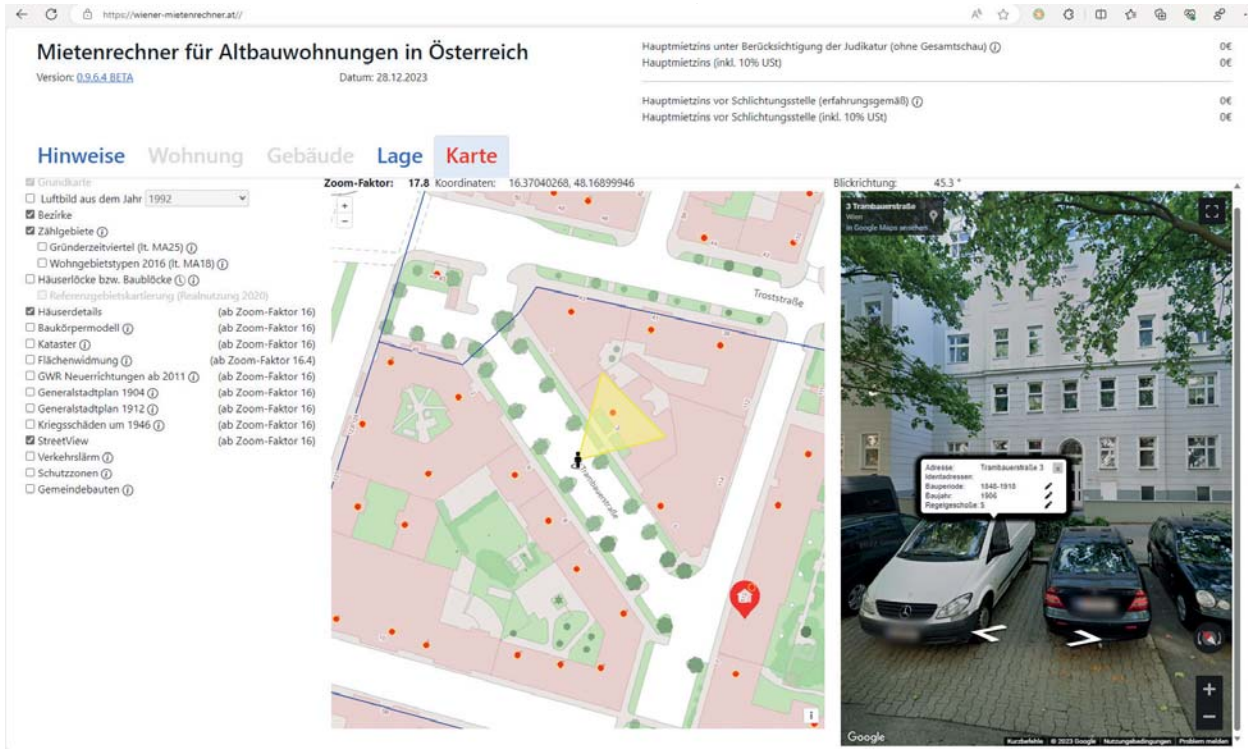 https://wiener-mietenrechner.at//
Mietenrechner für Altbauwohnungen in Österreich
Version: 0.9.6.4 BETA
Datum: 28.12.2023
Hauptmietzins unter Berücksichtigung der Judikatur (ohne Gesamtschau) 0€
Hauptmietzins (inkl. 10% USt) 0€
Hauptmietzins vor Schlichtungsstelle (erfahrungsgemäß) 0€
Hauptmietzins vor Schlichtungsstelle (inkl. 10% USt) 0€
Hinweise Wohnung Gebäude Lage Karte
Grundkarte
Luftbild aus dem Jahr 1992
Bezirke
Zählgebiete
Gründerzeitviertel (lt. MA25)
Wohngebietstypen 2016 (lt. MA18)
Häuserlöcke bzw. Baublöcke
Referenzgebietskartierung (Realnutzung 2020)
Häuserdetails (ab Zoom-Faktor 16)
Baukörpermodell (ab Zoom-Faktor 16)
Kataster (ab Zoom-Faktor 16)
Flächenwidmung (ab Zoom-Faktor 16.4)
GWR Neuerrichtungen ab 2011 (ab Zoom-Faktor 16)
Generalstadtplan 1904 (ab Zoom-Faktor 16)
Generalstadtplan 1912 (ab Zoom-Faktor 16)
Kriegsschäden um 1946 (ab Zoom-Faktor 16)
StreetView (ab Zoom-Faktor 16)
Verkehrslärm
Schutzzonen
Gemeindebauten
Zoom-Faktor: 17.8 Koordinaten: 16.37040268, 48.16899946
Troststraße
Trambauerstraße
Blickrichtung: 45.3 °
3 Trambauerstraße
Wien
In Google Maps ansehen
Adresse: Trambauerstraße 3 x
Identadressen:
Bauperiode: 1848-1918
Baujahr: 1906
Regelgeschoße: 5
Google
Kurzbefehle © 2023 Google Nutzungsbedingungen Problem melden